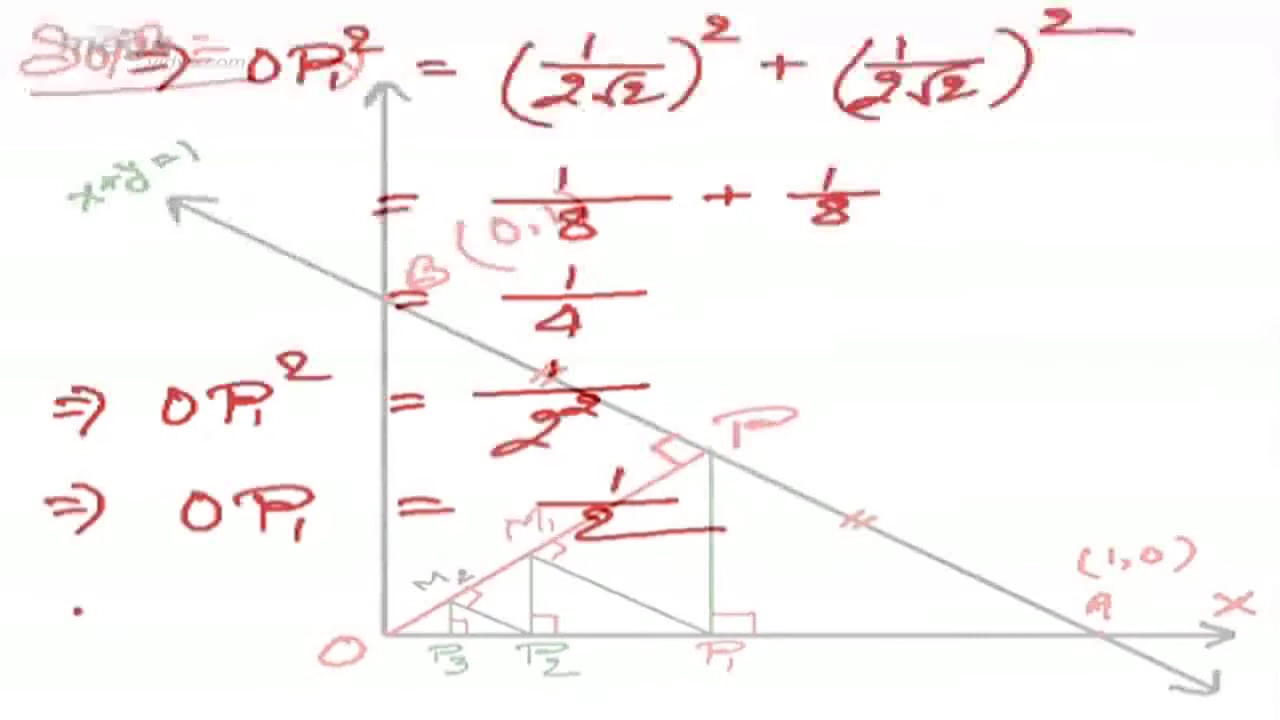 Sol? =
⇒ OP₁² = (1/2√2)² + (1/2√2)²
x+y=1
= 1/8 + 1/8
(0,1
B
= 1/4
⇒ OP₁² = 1/2²
P
⇒ OP₁ = 1/2
M₁
(1,0)
M₂
A
X
O
P₃ P₂ P₁